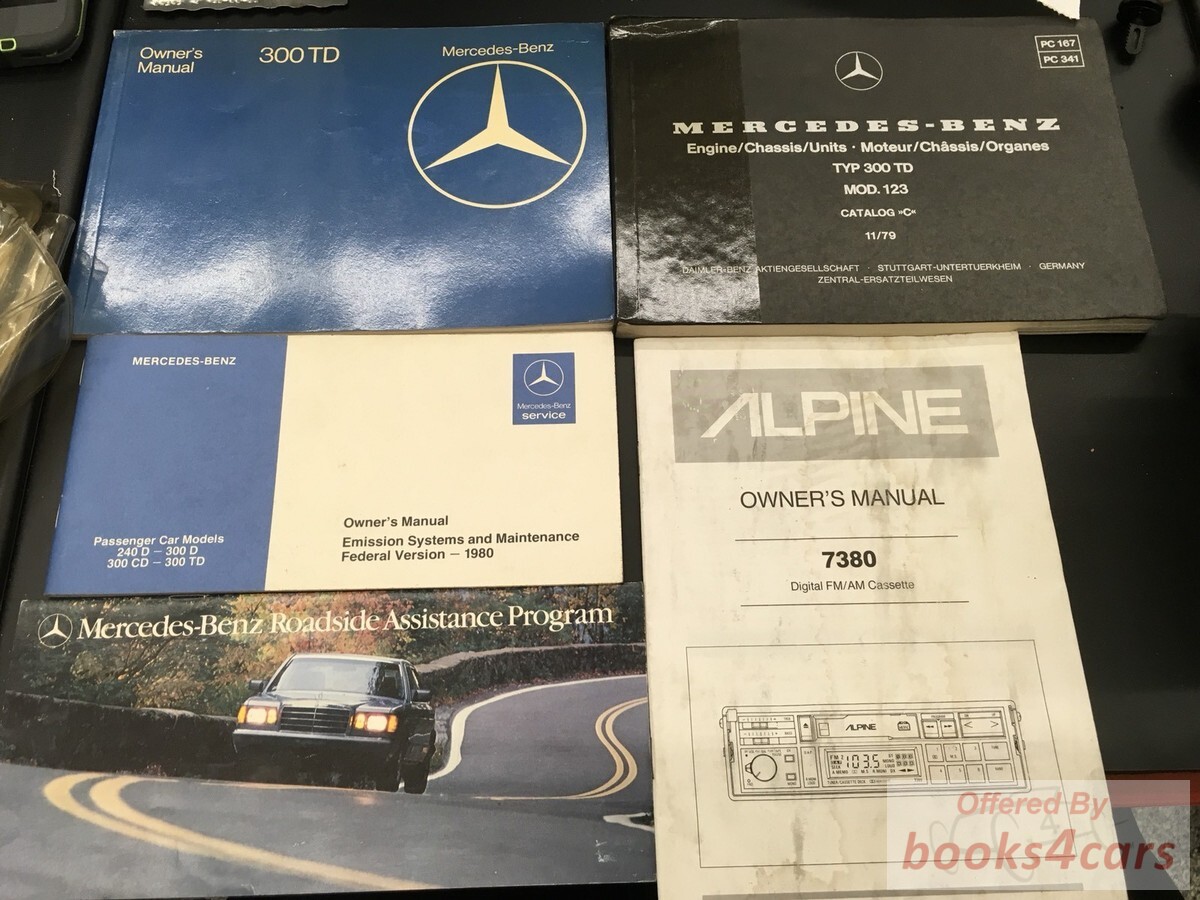 Owner's
Manual
300 TD
Mercedes-Benz
PC 167
PC 341
MERCEDES-BENZ
Engine/Chassis/Units · Moteur/Châssis/Organes
TYP 300 TD
MOD. 123
CATALOG »C«
11/79
DAIMLER-BENZ AKTIENGESELLSCHAFT · STUTTGART-UNTERTUERKHEIM · GERMANY
ZENTRAL-ERSATZTEILWESEN
MERCEDES-BENZ
Mercedes-Benz
service
Passenger Car Models
240 D – 300 D
300 CD – 300 TD
Owner's Manual
Emission Systems and Maintenance
Federal Version – 1980
Mercedes-Benz Roadside Assistance Program
ALPINE
OWNER'S MANUAL
7380
Digital FM/AM Cassette
ALPINE
103.5
Offered By
books4cars